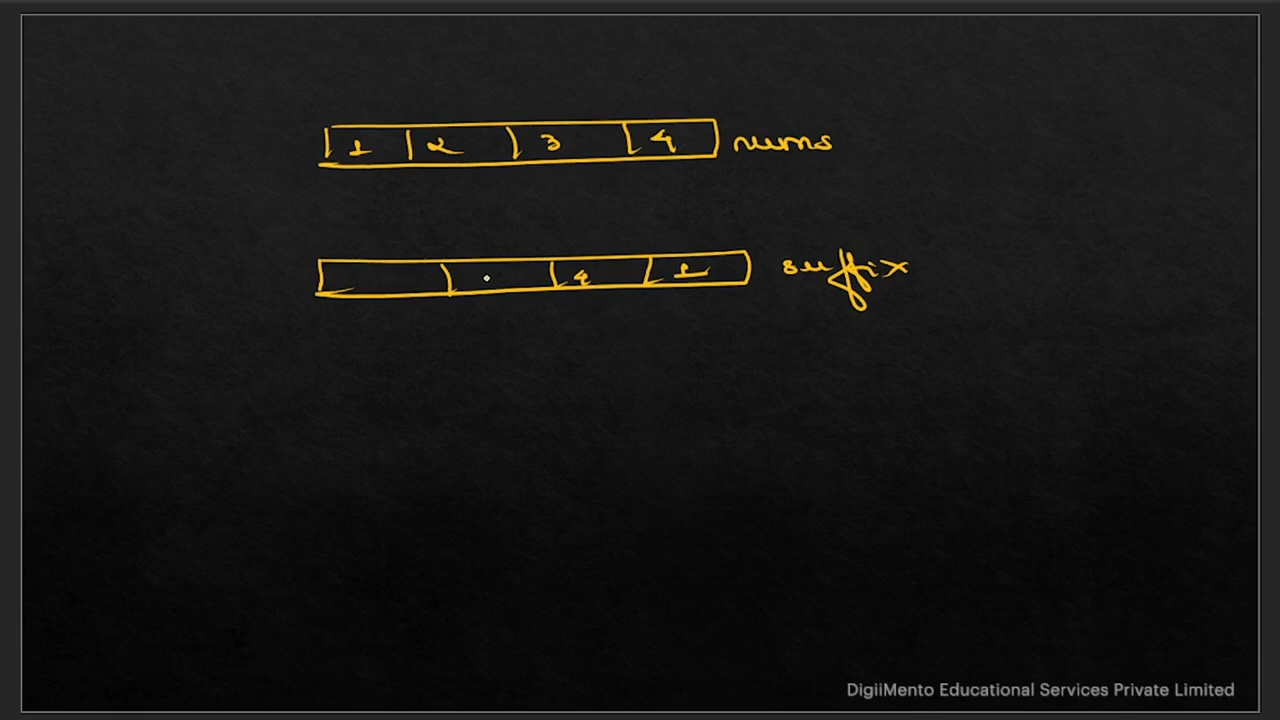 1 2 3 4 nums
4 1 suffix
DigiiMento Educational Services Private Limited